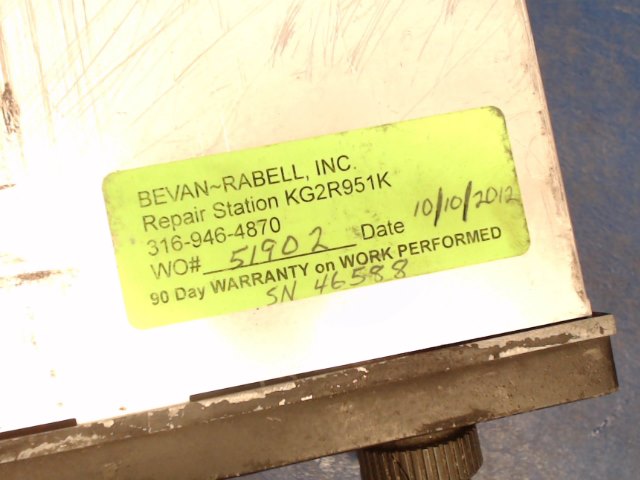 BEVAN~RABELL, INC.
Repair Station KG2R951K
316-946-4870
WO# 51902 Date 10/10/2012
90 Day WARRANTY on WORK PERFORMED
SN 46588